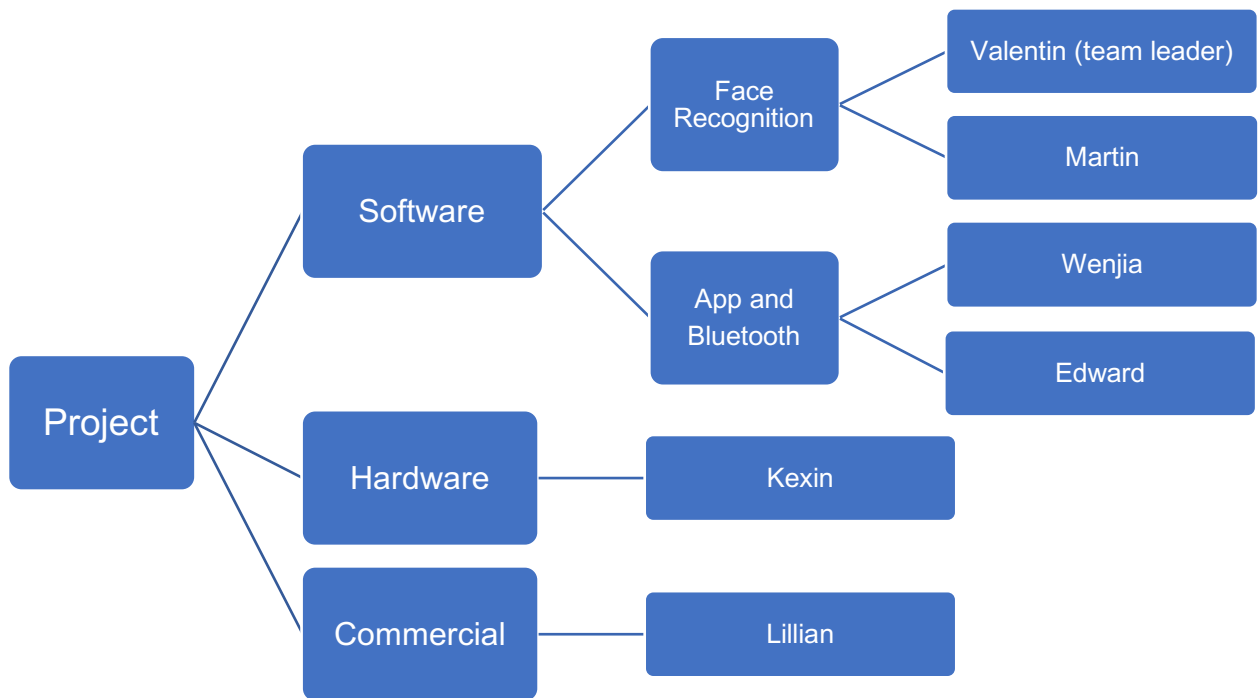 Project
Software
Face
Recognition
Valentin (team leader)
Martin
App and
Bluetooth
Wenjia
Edward
Hardware
Kexin
Commercial
Lillian